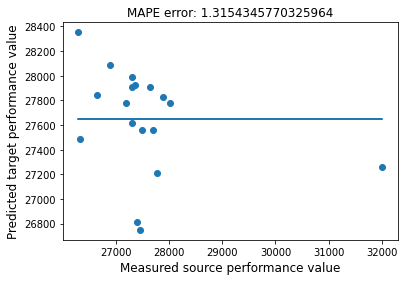 MAPE error: 1.3154345770325964
28400
28200
28000
27800
27600
27400
27200
27000
26800
Predicted target performance value
27000 28000 29000 30000 31000 32000
Measured source performance value